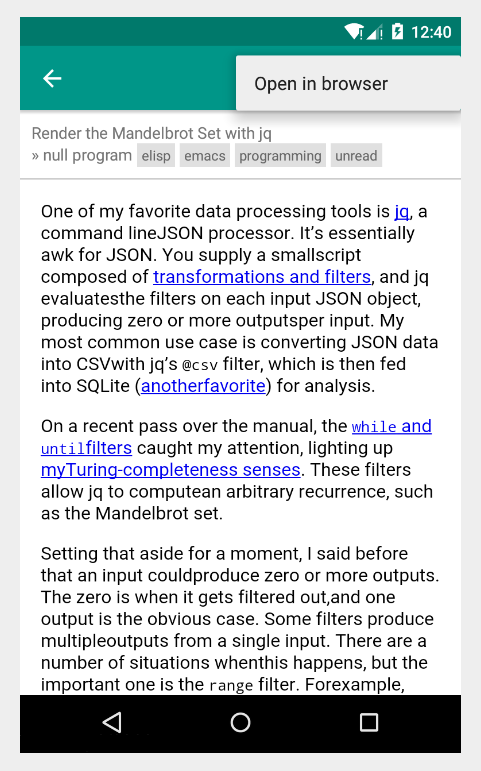 12:40
Open in browser
Render the Mandelbrot Set with jq
» null program elisp emacs programming unread
One of my favorite data processing tools is jq, a
command lineJSON processor. It’s essentially
awk for JSON. You supply a smallscript
composed of transformations and filters, and jq
evaluatesthe filters on each input JSON object,
producing zero or more outputsper input. My
most common use case is converting JSON data
into CSVwith jq’s @csv filter, which is then fed
into SQLite (anotherfavorite) for analysis.
On a recent pass over the manual, the while and
untilfilters caught my attention, lighting up
myTuring-completeness senses. These filters
allow jq to computean arbitrary recurrence, such
as the Mandelbrot set.
Setting that aside for a moment, I said before
that an input couldproduce zero or more outputs.
The zero is when it gets filtered out,and one
output is the obvious case. Some filters produce
multipleoutputs from a single input. There are a
number of situations whenthis happens, but the
important one is the range filter. Forexample,